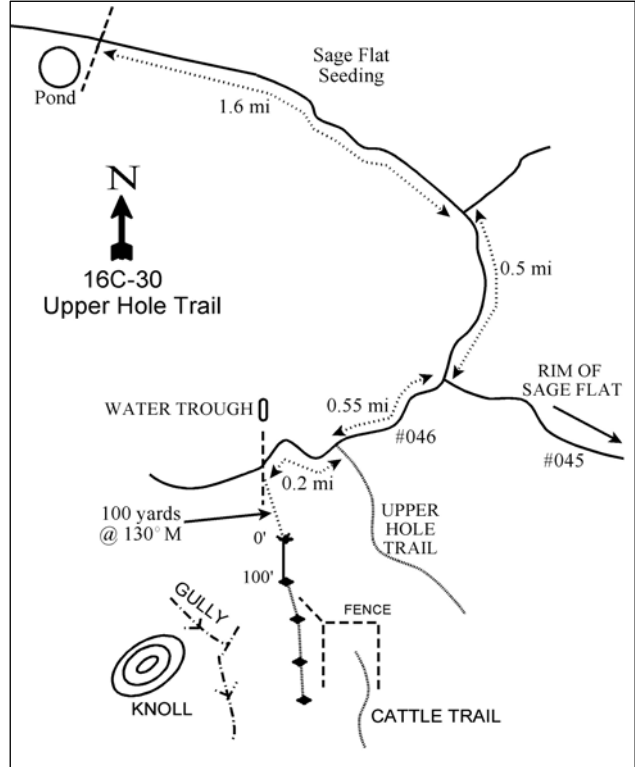 Sage Flat
Seeding
Pond
1.6 mi
N
16C-30
Upper Hole Trail
0.5 mi
RIM OF
SAGE FLAT
WATER TROUGH
0.55 mi
#046
#045
0.2 mi
100 yards
@ 130° M
0'
UPPER
HOLE
TRAIL
100'
GULLY
FENCE
KNOLL
CATTLE TRAIL